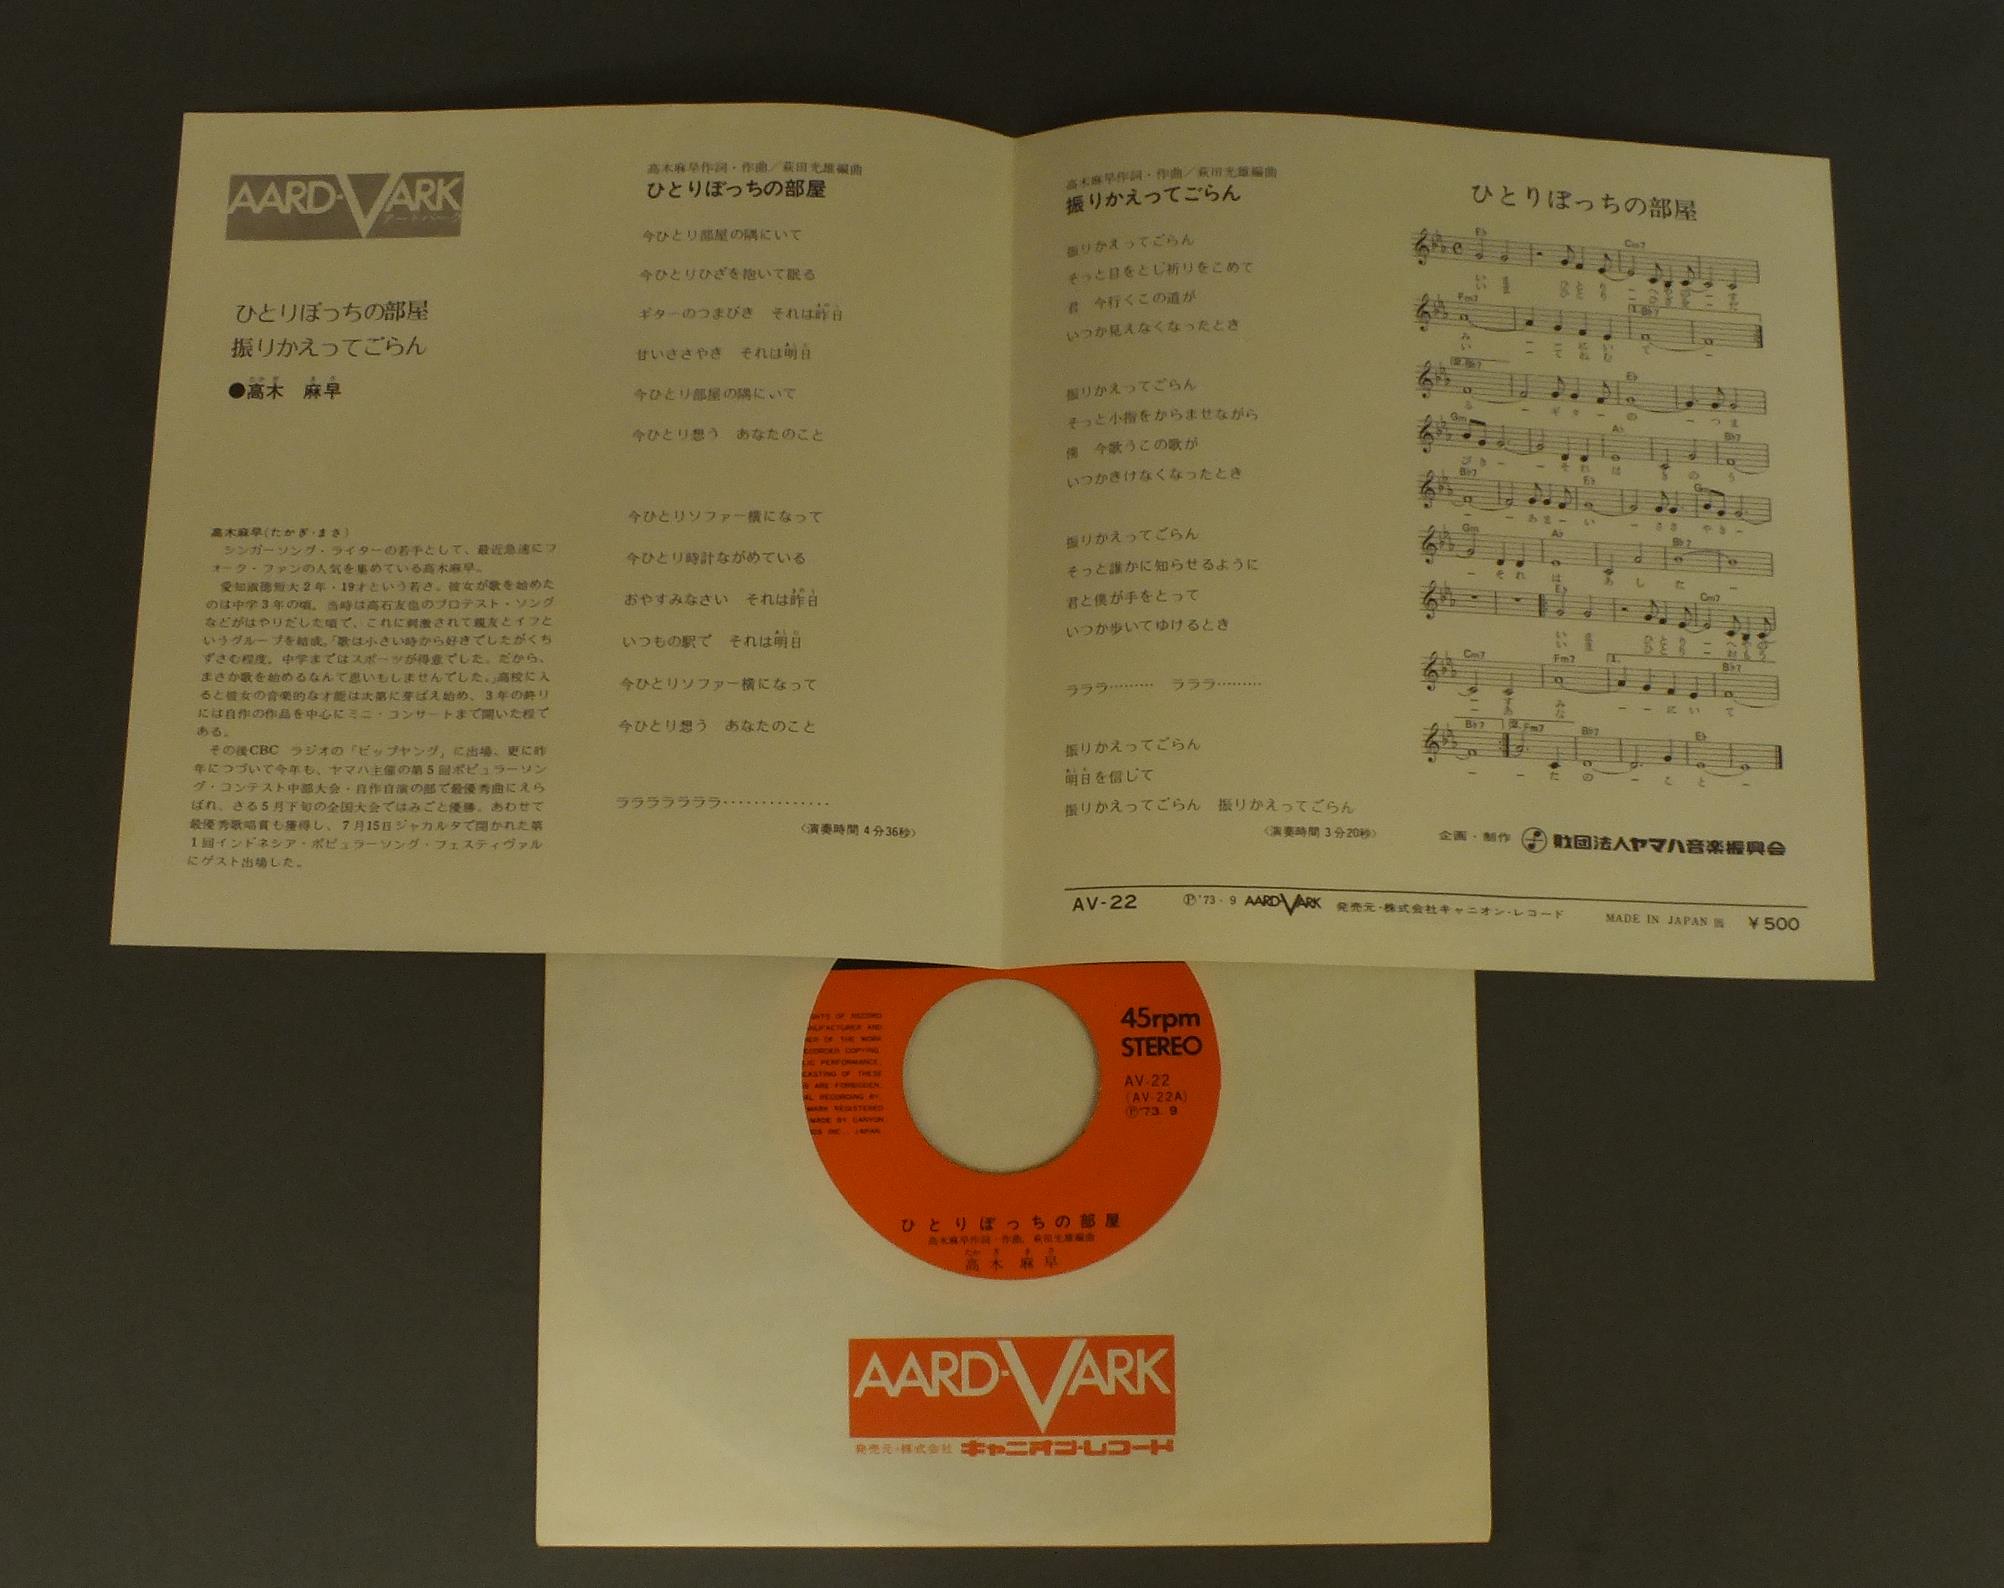 AARD-VARK
アードバーク
ひとりぼっちの部屋
振りかえってごらん
●高木 麻早
高木麻早(たかぎ・まさ)
シンガーソング・ライターの若手として、最近急速にフ
ォーク・ファンの人気を集めている高木麻早。
愛知淑徳短大2年・19才という若さ。彼女が歌を始めた
のは中学3年の頃。当時は高石友也のプロテスト・ソング
などがはやりだした頃で、これに刺激されて親友とイフと
いうグループを結成。「歌は小さい時から好きでしたがくち
ずさむ程度。中学まではスポーツが得意でした。だから、
まさか歌を始めるなんて思いもしませんでした。」高校に入
ると彼女の音楽的な才能は次第に芽ばえ始め、3年の終り
には自作の作品を中心にミニ・コンサートまで開いた程で
ある。
その後CBC ラジオの「ビップヤング」に出場、更に昨
年につづいて今年も、ヤマハ主催の第5回ポピュラーソン
グ・コンテスト中部大会・自作自演の部で最優秀曲にえら
ばれ、さる5月下旬の全国大会ではみごと優勝。あわせて
最優秀歌唱賞も獲得し、7月15日ジャカルタで開かれた第
1回インドネシア・ポピュラーソング・フェスティヴァル
にゲスト出場した。
高木麻早作詞・作曲/萩田光雄編曲
ひとりぼっちの部屋
今ひとり部屋の隅にいて
今ひとりひざを抱いて眠る
ギターのつまびき それは昨日
甘いささやき それは明日
今ひとり部屋の隅にいて
今ひとり想う あなたのこと
今ひとりソファー横になって
今ひとり時計ながめている
おやすみなさい それは昨日
いつもの駅で それは明日
今ひとりソファー横になって
今ひとり想う あなたのこと
ラララララララ‥‥‥‥‥‥‥
〈演奏時間 4分36秒〉
高木麻早作詞・作曲/萩田光雄編曲
振りかえってごらん
振りかえってごらん
そっと目をとじ祈りをこめて
君 今行くこの道が
いつか見えなくなったとき
振りかえってごらん
そっと小指をからませながら
僕 今歌うこの歌が
いつかきけなくなったとき
振りかえってごらん
そっと誰かに知らせるように
君と僕が手をとって
いつか歩いてゆけるとき
ラララ……… ラララ………
振りかえってごらん
明日を信じて
振りかえってごらん 振りかえってごらん
〈演奏時間 3分20秒〉
ひとりぼっちの部屋
企画・制作 財団法人ヤマハ音楽振興会
AV-22 Ⓟ'73・9 AARD-VARK 発売元・株式会社キャニオン・レコード MADE IN JAPAN ¥500
45rpm
STEREO
AV-22
(AV-22A)
Ⓟ'73.9
GHTS OF RECORD
NUFACTURER AND
ER OF THE WORK
ECORDED COPYING,
LIC PERFORMANCE,
CASTING OF THESE
S ARE FORBIDDEN.
AL RECORDING BY,
MARK REGISTERED
MADE BY CANYON
DS INC., JAPAN.
ひとりぼっちの部屋
高木麻早作詞・作曲、萩田光雄編曲
たかぎ まさ
高木 麻早
AARD-VARK
発売元・株式会社 キャニオン・レコード